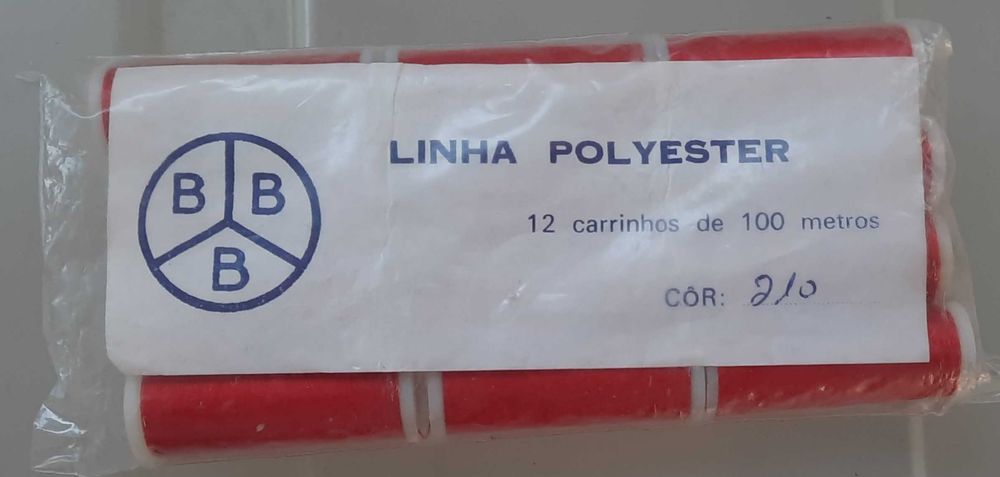 B B
B
LINHA POLYESTER
12 carrinhos de 100 metros
CÔR: 210